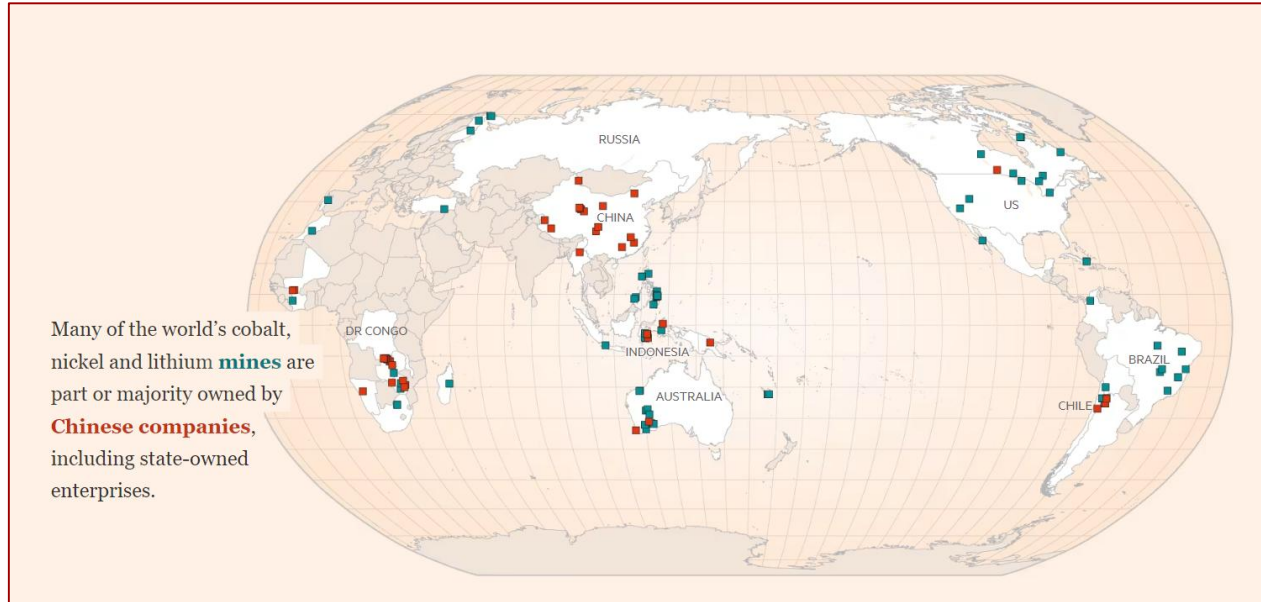 RUSSIA
CHINA
US
Many of the world’s cobalt,
nickel and lithium mines are
part or majority owned by
Chinese companies,
including state-owned
enterprises.
DR CONGO
INDONESIA
BRAZIL
AUSTRALIA
CHILE